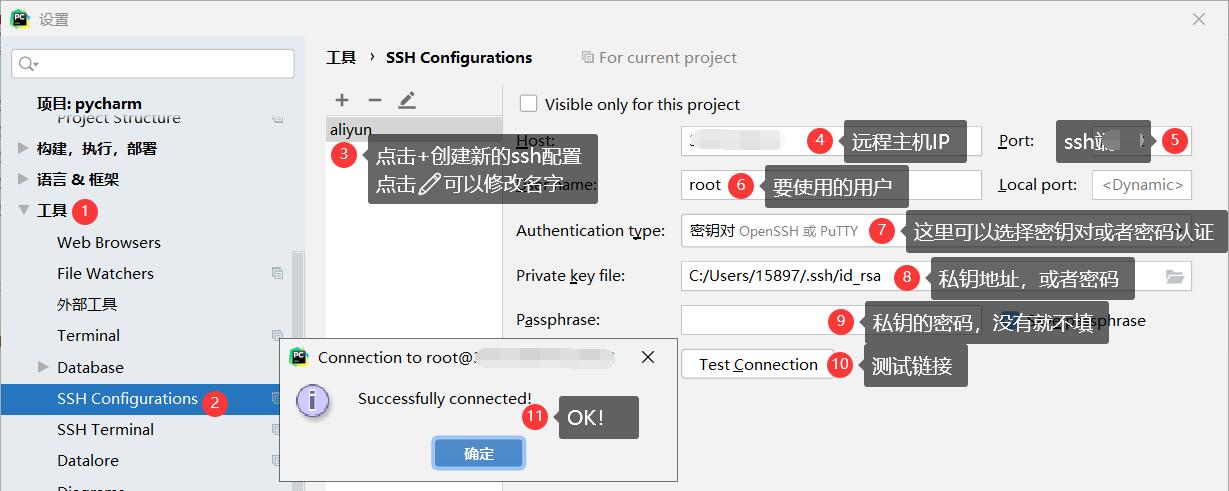 PC 设置
工具 › SSH Configurations For current project
项目: pycharm
Project Structure
构建，执行，部署
语言 & 框架
工具 1
Web Browsers
File Watchers
外部工具
Terminal
Database
SSH Configurations 2
SSH Terminal
Datalore
Diagrams
aliyun
3 点击+创建新的ssh配置
点击 可以修改名字
Visible only for this project
Host: 4 远程主机IP
Port: ssh 5
name: root 6 要使用的用户
Local port: <Dynamic>
Authentication type: 密钥对 OpenSSH 或 PuTTY 7 这里可以选择密钥对或者密码认证
Private key file: C:/Users/15897/.ssh/id_rsa 8 私钥地址，或者密码
Passphrase: 9 私钥的密码，没有就不填
Test Connection 10 测试链接
PC Connection to root@
Successfully connected!
11 OK!
确定